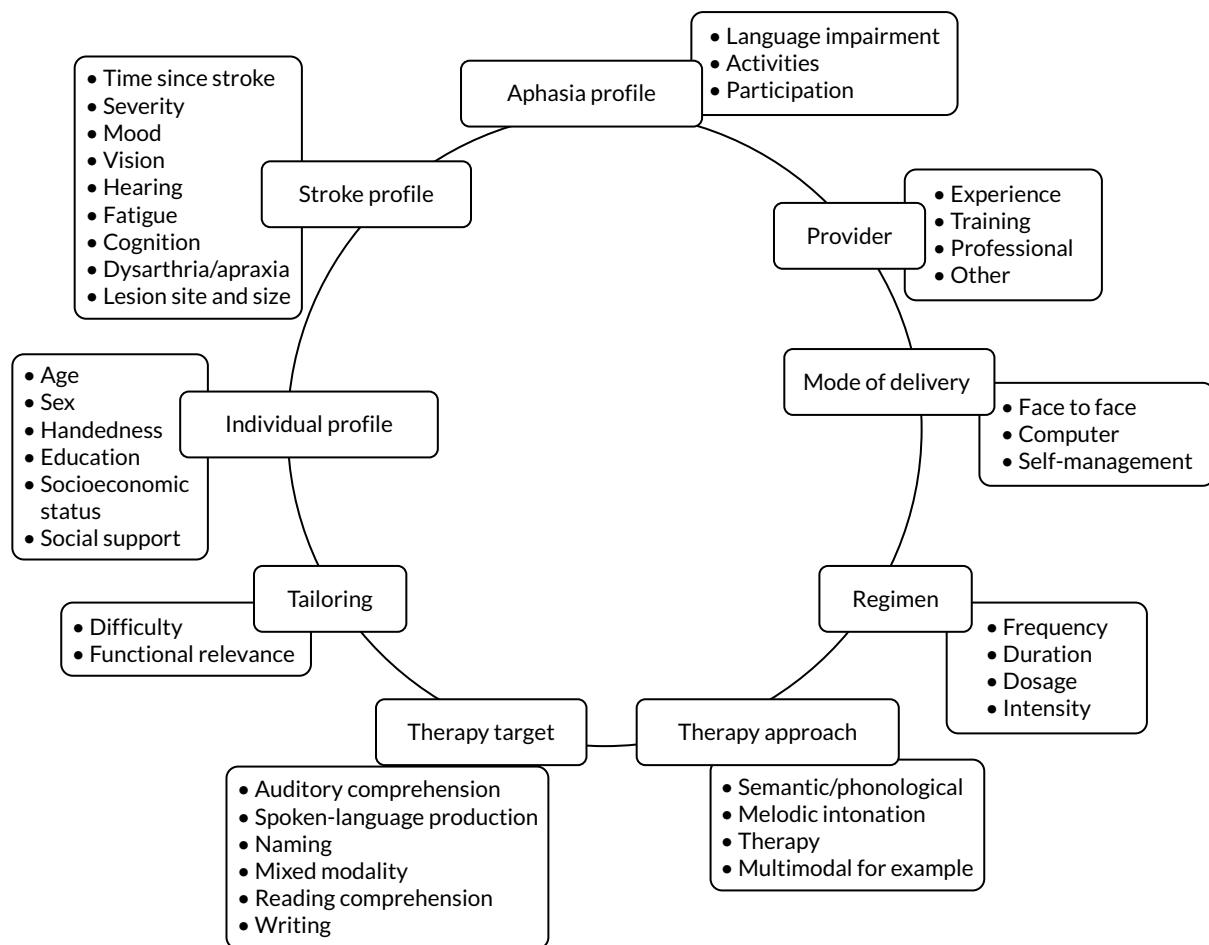 Aphasia profile
• Language impairment
• Activities
• Participation
Provider
• Experience
• Training
• Professional
• Other
Mode of delivery
• Face to face
• Computer
• Self-management
Regimen
• Frequency
• Duration
• Dosage
• Intensity
Therapy approach
• Semantic/phonological
• Melodic intonation
• Therapy
• Multimodal for example
Therapy target
• Auditory comprehension
• Spoken-language production
• Naming
• Mixed modality
• Reading comprehension
• Writing
Tailoring
• Difficulty
• Functional relevance
Individual profile
• Age
• Sex
• Handedness
• Education
• Socioeconomic
status
• Social support
Stroke profile
• Time since stroke
• Severity
• Mood
• Vision
• Hearing
• Fatigue
• Cognition
• Dysarthria/apraxia
• Lesion site and size